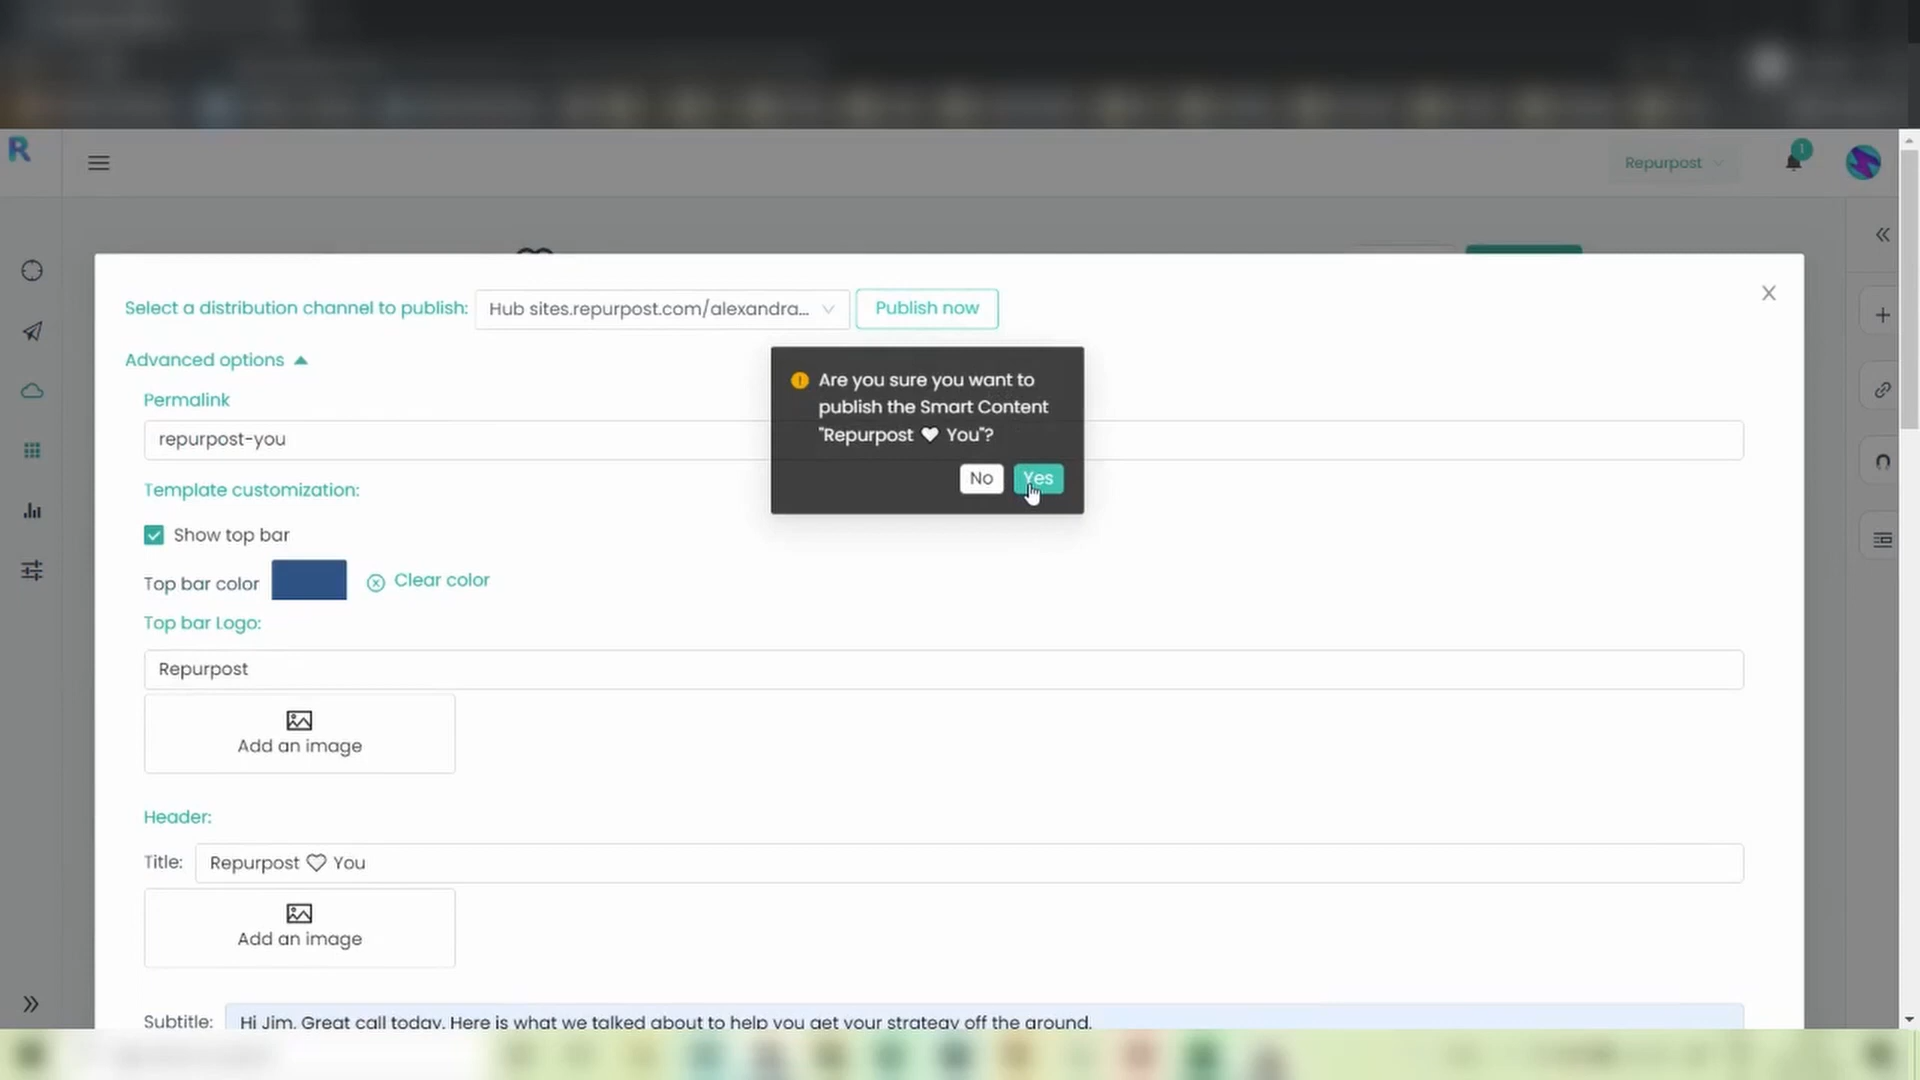 R
Repurpost
1
Select a distribution channel to publish: Hub sites.repurpost.com/alexandra... Publish now
Advanced options
Are you sure you want to
publish the Smart Content
"Repurpost ♥ You"?
No Yes
Permalink
repurpost-you
Template customization:
Show top bar
Top bar color Clear color
Top bar Logo:
Repurpost
Add an image
Header:
Title: Repurpost ♡ You
Add an image
Subtitle: Hi Jim, Great call today. Here is what we talked about to help you get your strategy off the ground.